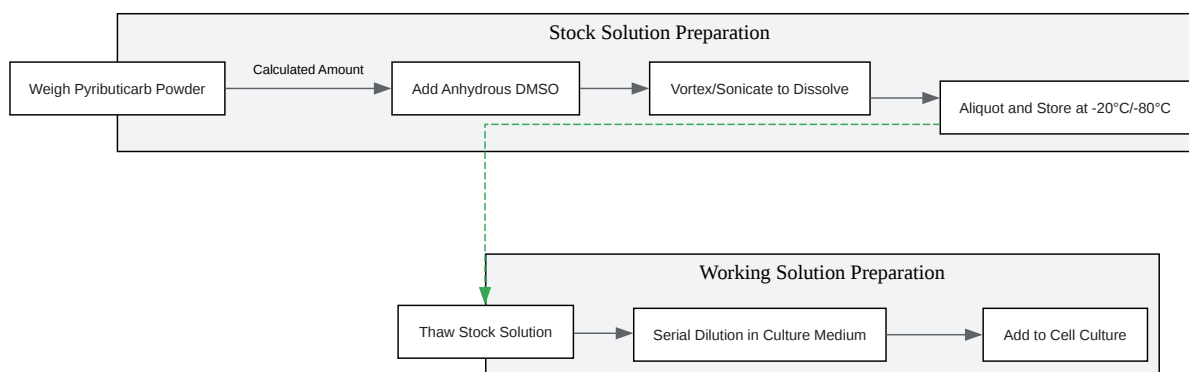 Stock Solution Preparation
Weigh Pyributicarb Powder
Calculated Amount
Add Anhydrous DMSO
Vortex/Sonicate to Dissolve
Aliquot and Store at -20°C/-80°C
Working Solution Preparation
Thaw Stock Solution
Serial Dilution in Culture Medium
Add to Cell Culture